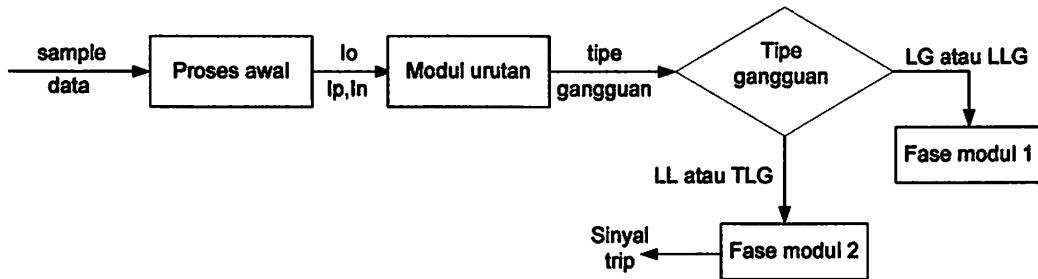 sample
data
Proses awal
Io
Ip,In
Modul urutan
tipe
gangguan
Tipe
gangguan
LG atau LLG
Fase modul 1
LL atau TLG
Fase modul 2
Sinyal
trip